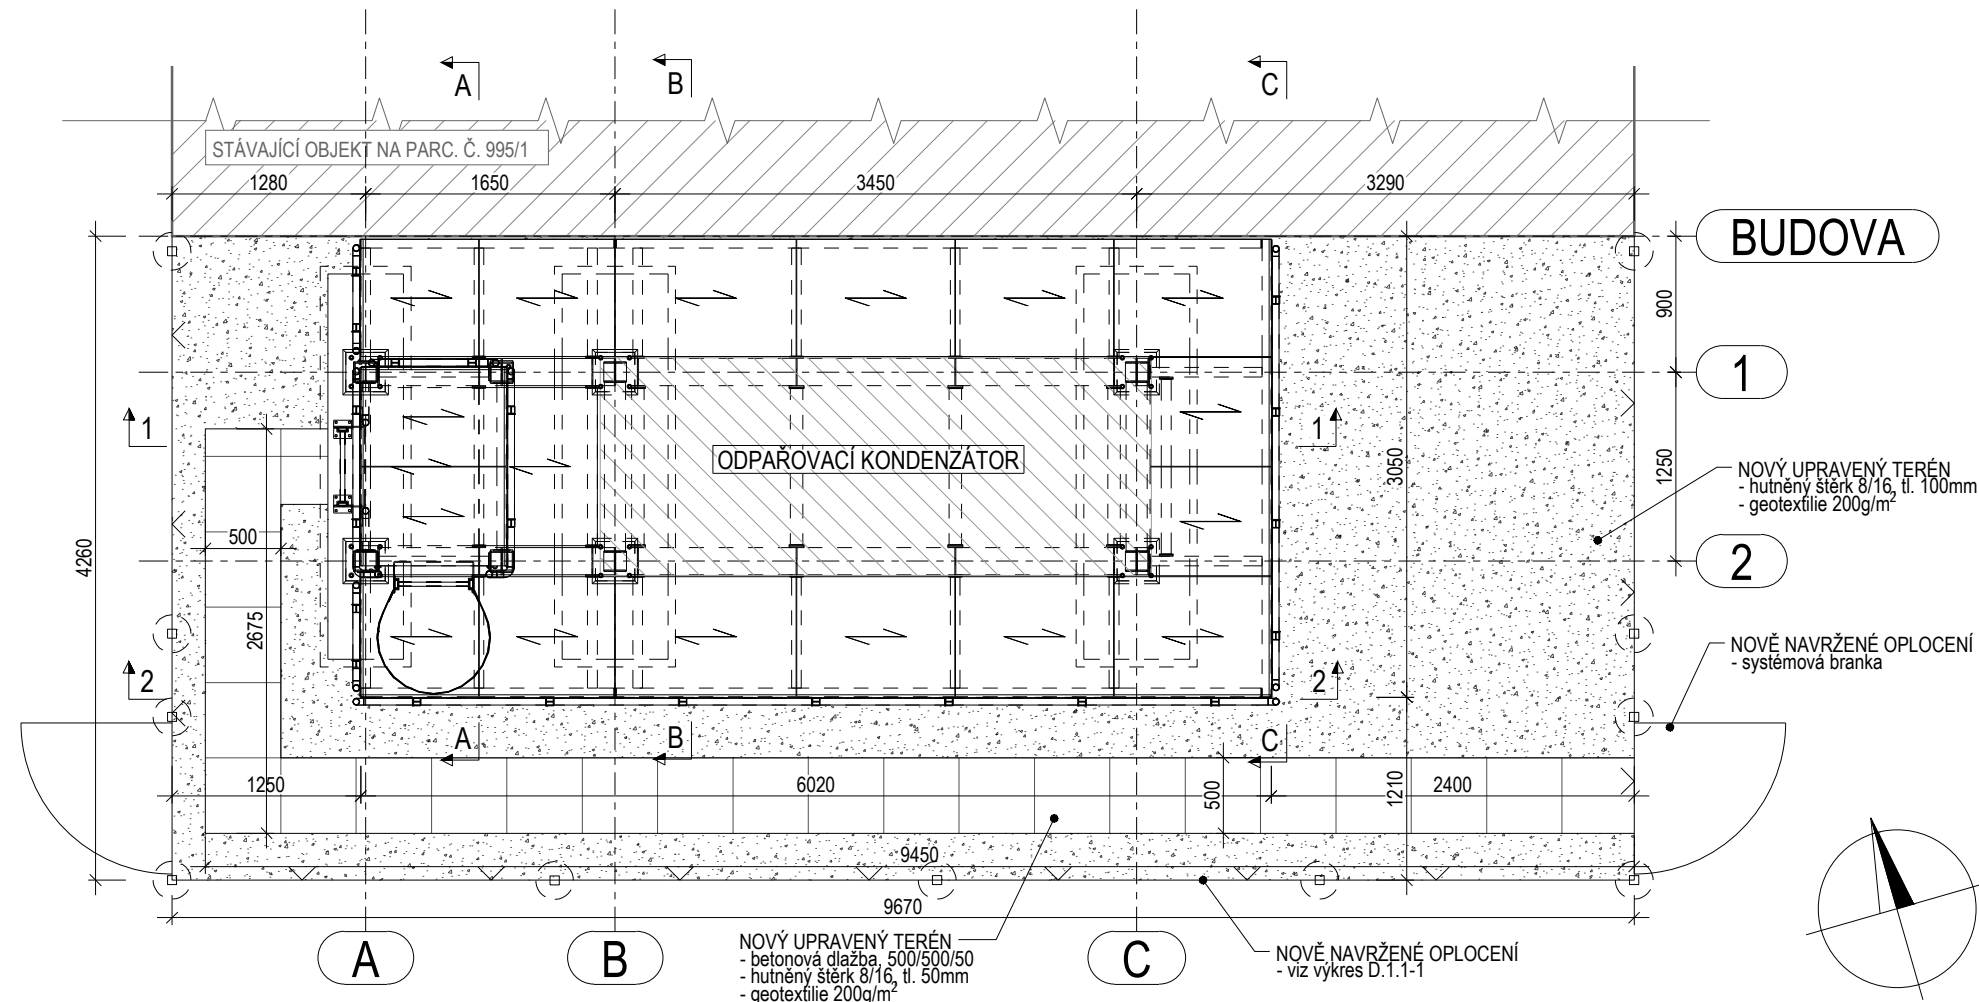 A
B
C
STÁVAJÍCÍ OBJEKT NA PARC. Č. 995/1
1280
1650
3450
3290
BUDOVA
900
1
1
1
ODPAŘOVACÍ KONDENZÁTOR
3050
1250
NOVÝ UPRAVENÝ TERÉN
- hutněný štěrk 8/16, tl. 100mm
- geotextilie 200g/m²
500
4260
2
2675
NOVĚ NAVRŽENÉ OPLOCENÍ
- systémová branka
2
2
A
B
C
1250
6020
500
1210
2400
9450
9670
A
B
C
NOVÝ UPRAVENÝ TERÉN
- betonová dlažba, 500/500/50
- hutněný štěrk 8/16, tl. 50mm
- geotextilie 200g/m²
NOVĚ NAVRŽENÉ OPLOCENÍ
- viz výkres D.1.1-1